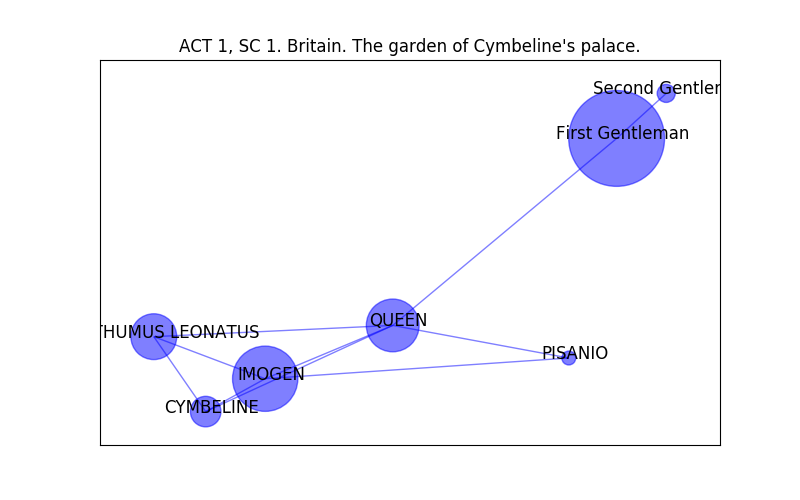 ACT 1, SC 1. Britain. The garden of Cymbeline's palace.
Second Gentler
First Gentleman
QUEEN
THUMUS LEONATUS
PISANIO
IMOGEN
CYMBELINE